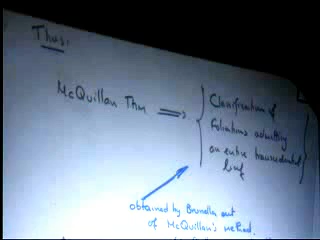 Thus:
McQuillan Thm ⟹
Classification of
foliations admitting
an entire transcendental
leaf
obtained by Brunella out
of McQuillan's method.